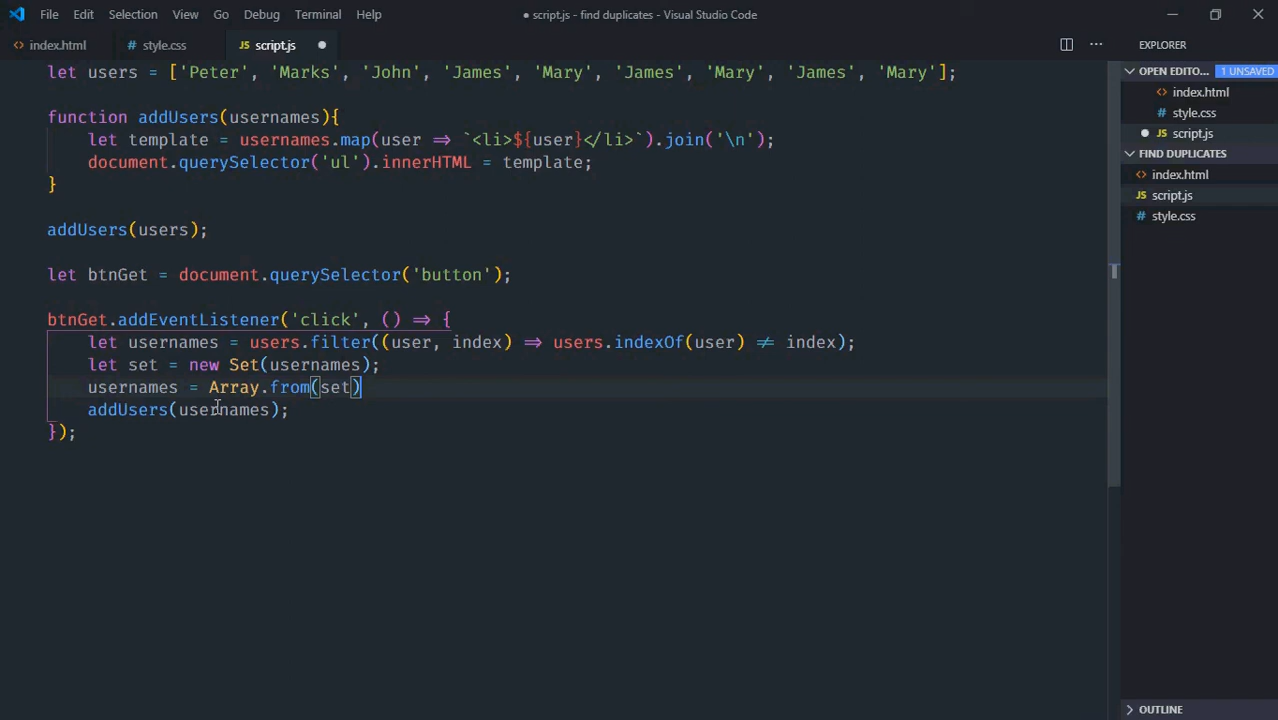 File Edit Selection View Go Debug Terminal Help ● script.js - find duplicates - Visual Studio Code
<> index.html # style.css JS script.js ●
let users = ['Peter', 'Marks', 'John', 'James', 'Mary', 'James', 'Mary', 'James', 'Mary'];
function addUsers(usernames){
let template = usernames.map(user => `<li>${user}</li>`).join('\n');
document.querySelector('ul').innerHTML = template;
}
addUsers(users);
let btnGet = document.querySelector('button');
btnGet.addEventListener('click', () => {
let usernames = users.filter((user, index) => users.indexOf(user) != index);
let set = new Set(usernames);
usernames = Array.from(set)
addUsers(usernames);
});
EXPLORER
OPEN EDITO... 1 UNSAVED
<> index.html
# style.css
● JS script.js
FIND DUPLICATES
<> index.html
JS script.js
# style.css
OUTLINE